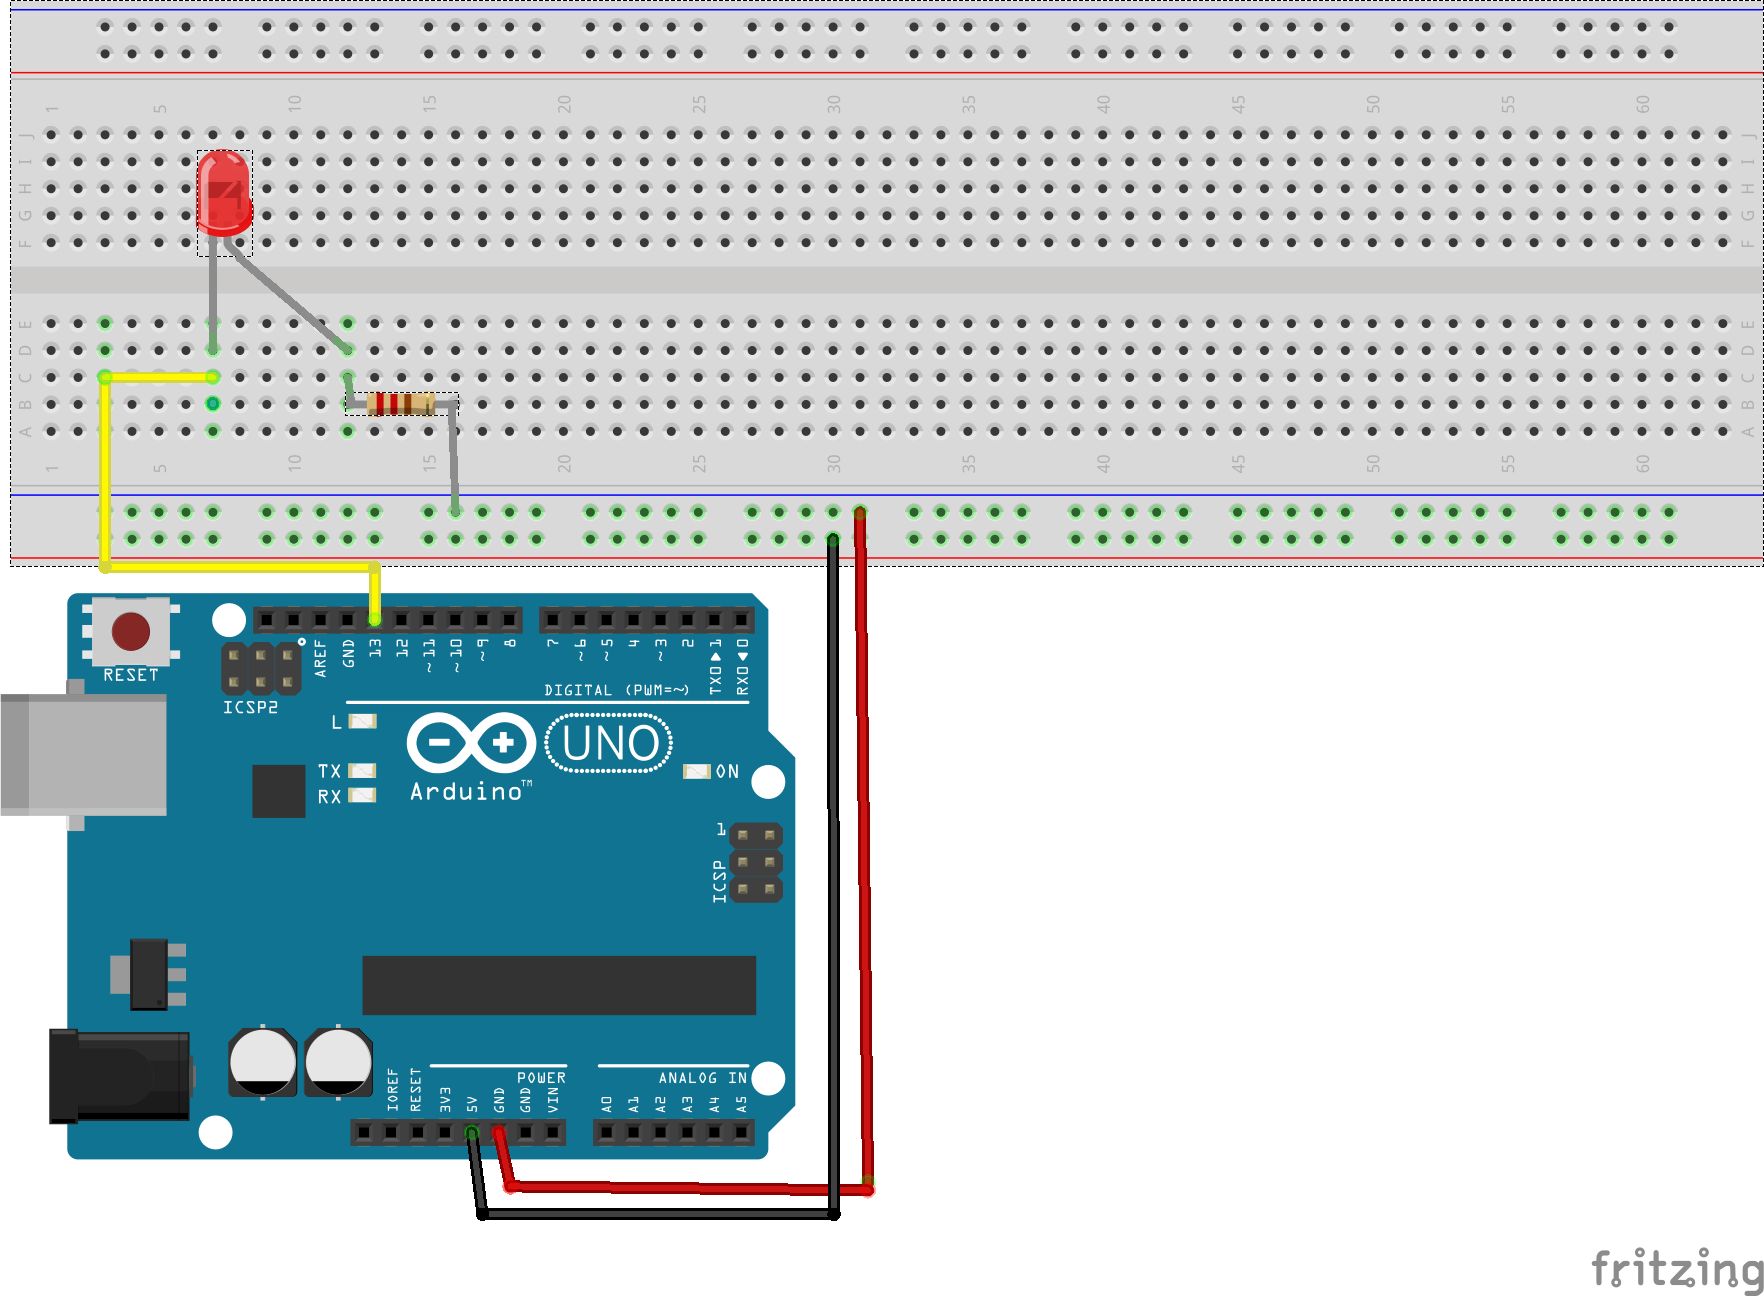 1 5 10 15 20 25 30 35 40 45 50 55 60
J J
I I
H H
G G
F F
E E
D D
C C
B B
A A
1 5 10 15 20 25 30 35 40 45 50 55 60
RESET
AREF GND 13 12 ~11 ~10 ~9 8 7 ~6 ~5 4 ~3 2 TX0▶1 RX0◀0
ICSP2
DIGITAL (PWM=~)
L
UNO
TX
ON
RX
Arduino™
1
ICSP
POWER
ANALOG IN
IOREF RESET 3V3 5V GND GND VIN A0 A1 A2 A3 A4 A5
fritzing